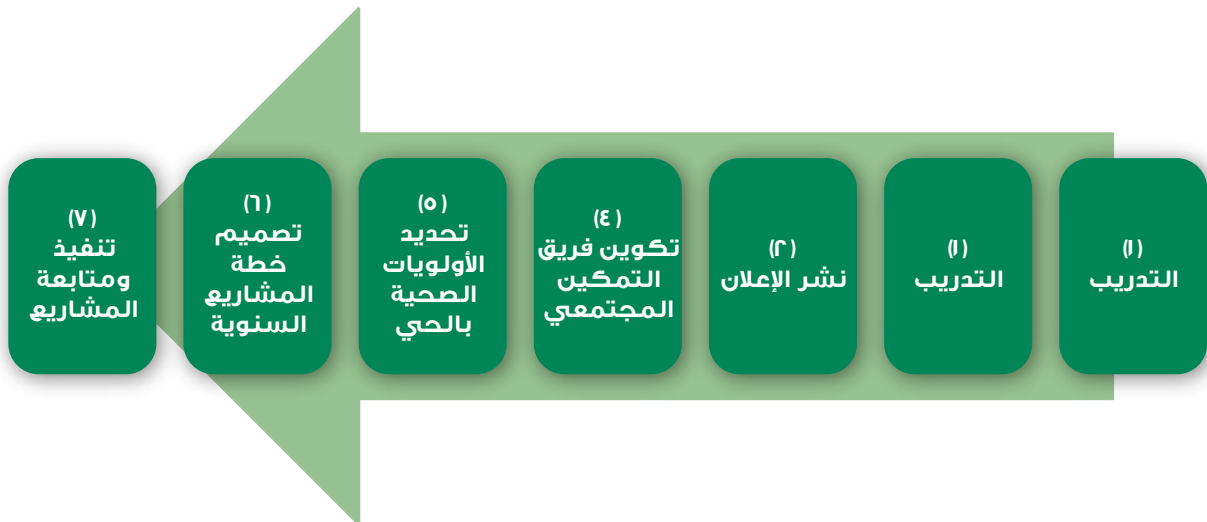 (١)
التدريب
(١)
التدريب
(٢)
نشر الإعلان
(٤)
تكوين فريق
التمكين
المجتمعي
(٥)
تحديد
الأولويات
الصحية
بالحي
(٦)
تصميم
خطة
المشاريع
السنوية
(٧)
تنفيذ
ومتابعة
المشاريع